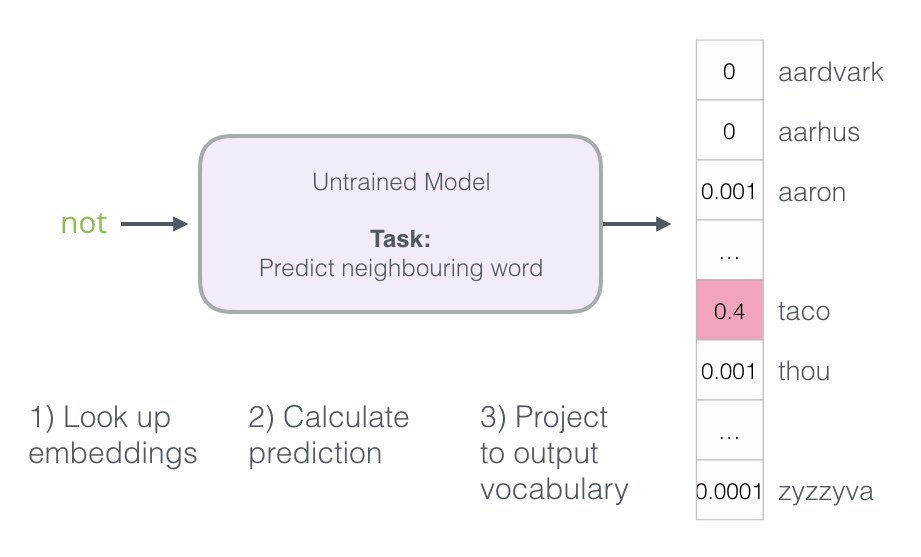 not
Untrained Model
Task:
Predict neighbouring word
0 aardvark
0 aarhus
0.001 aaron
...
0.4 taco
0.001 thou
...
0.0001 zyzzyva
1) Look up
embeddings
2) Calculate
prediction
3) Project
to output
vocabulary